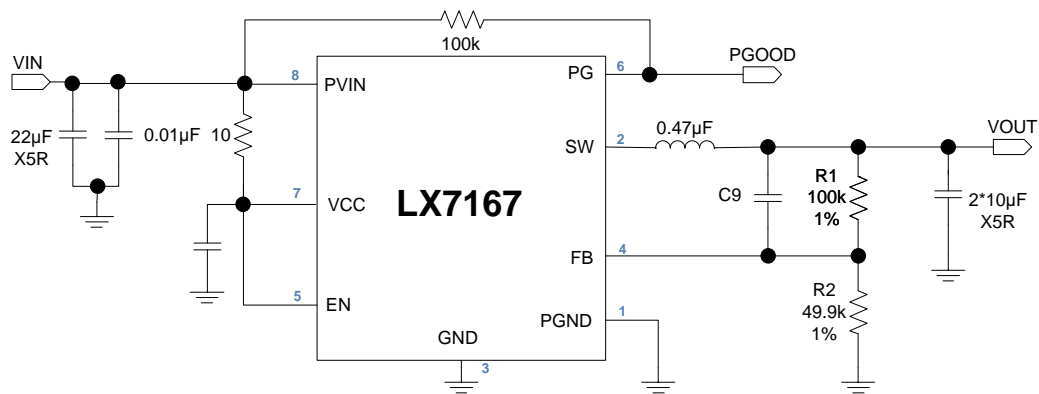 100k
VIN
PGOOD
VOUT
8
PVIN
PG
6
22µF
X5R
0.01µF
10
SW
2
0.47µF
7
VCC
LX7167
C9
R1
100k
1%
2*10µF
X5R
FB
4
5
EN
R2
49.9k
1%
PGND
1
GND
3